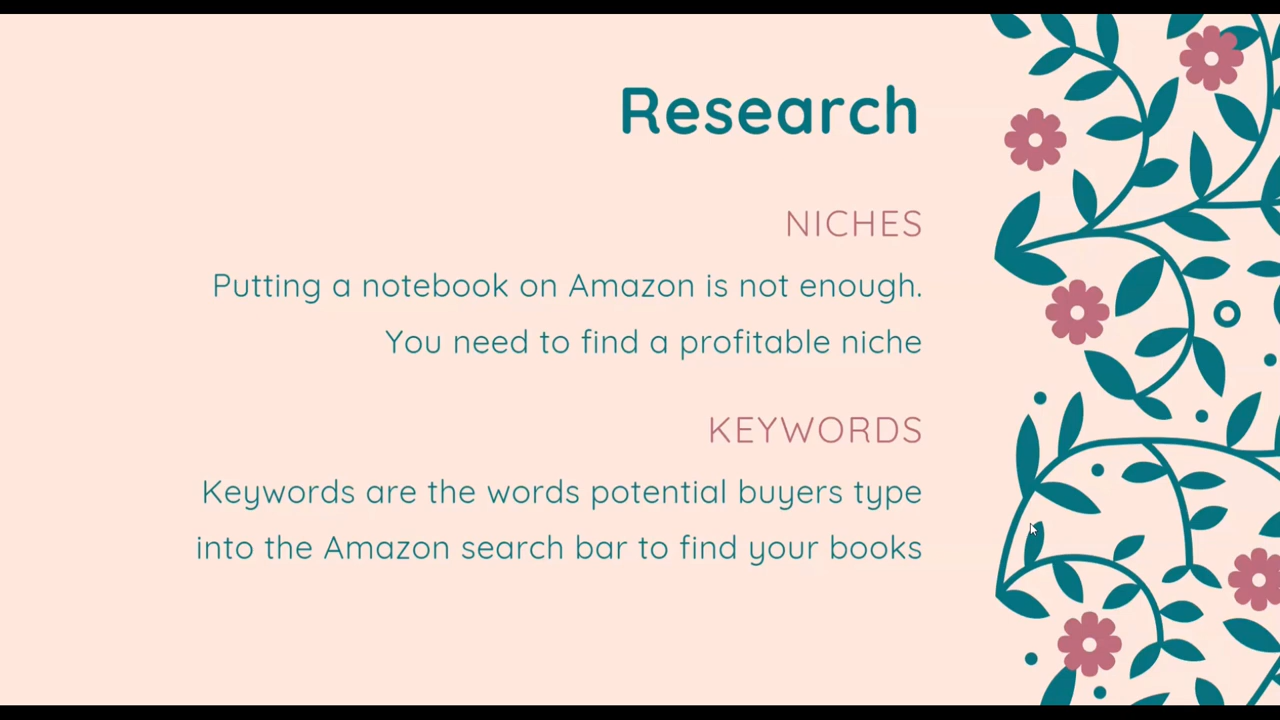 Research
NICHES
Putting a notebook on Amazon is not enough.
You need to find a profitable niche
KEYWORDS
Keywords are the words potential buyers type
into the Amazon search bar to find your books